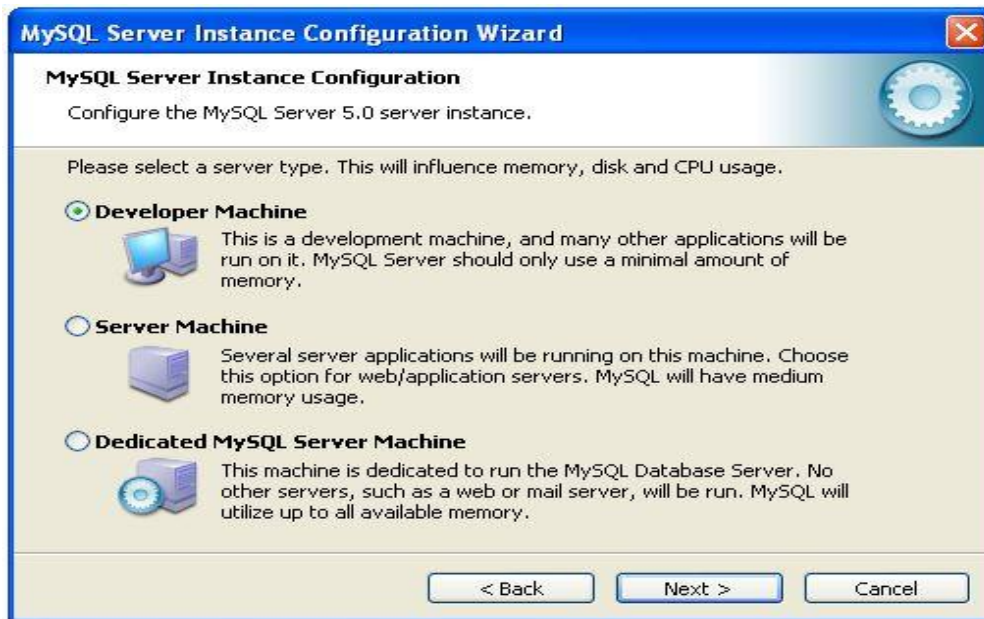 MySQL Server Instance Configuration Wizard
MySQL Server Instance Configuration
Configure the MySQL Server 5.0 server instance.
Please select a server type. This will influence memory, disk and CPU usage.
Developer Machine
This is a development machine, and many other applications will be
run on it. MySQL Server should only use a minimal amount of
memory.
Server Machine
Several server applications will be running on this machine. Choose
this option for web/application servers. MySQL will have medium
memory usage.
Dedicated MySQL Server Machine
This machine is dedicated to run the MySQL Database Server. No
other servers, such as a web or mail server, will be run. MySQL will
utilize up to all available memory.
< Back
Next >
Cancel